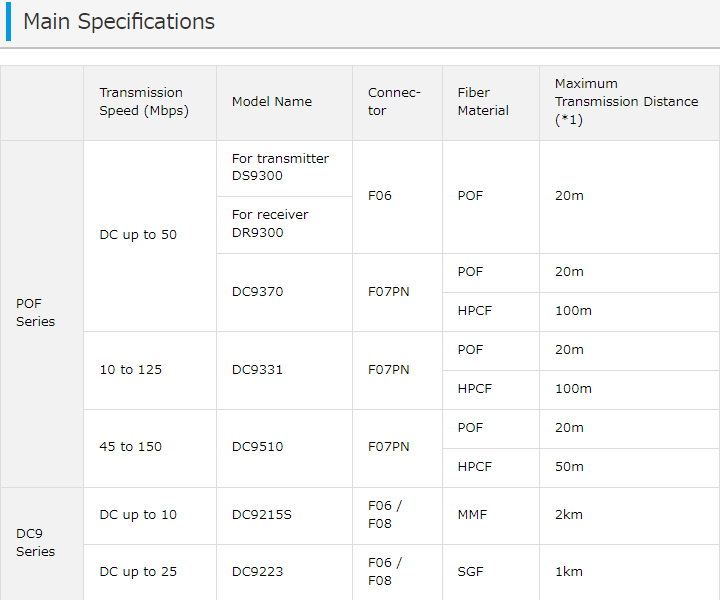 Main Specifications
Transmission
Speed (Mbps)
Model Name
Connec-
tor
Fiber
Material
Maximum
Transmission Distance
(*1)
POF
Series
DC up to 50
For transmitter
DS9300
F06
POF
20m
For receiver
DR9300
DC9370
F07PN
POF
20m
HPCF
100m
10 to 125
DC9331
F07PN
POF
20m
HPCF
100m
45 to 150
DC9510
F07PN
POF
20m
HPCF
50m
DC9
Series
DC up to 10
DC9215S
F06 /
F08
MMF
2km
DC up to 25
DC9223
F06 /
F08
SGF
1km